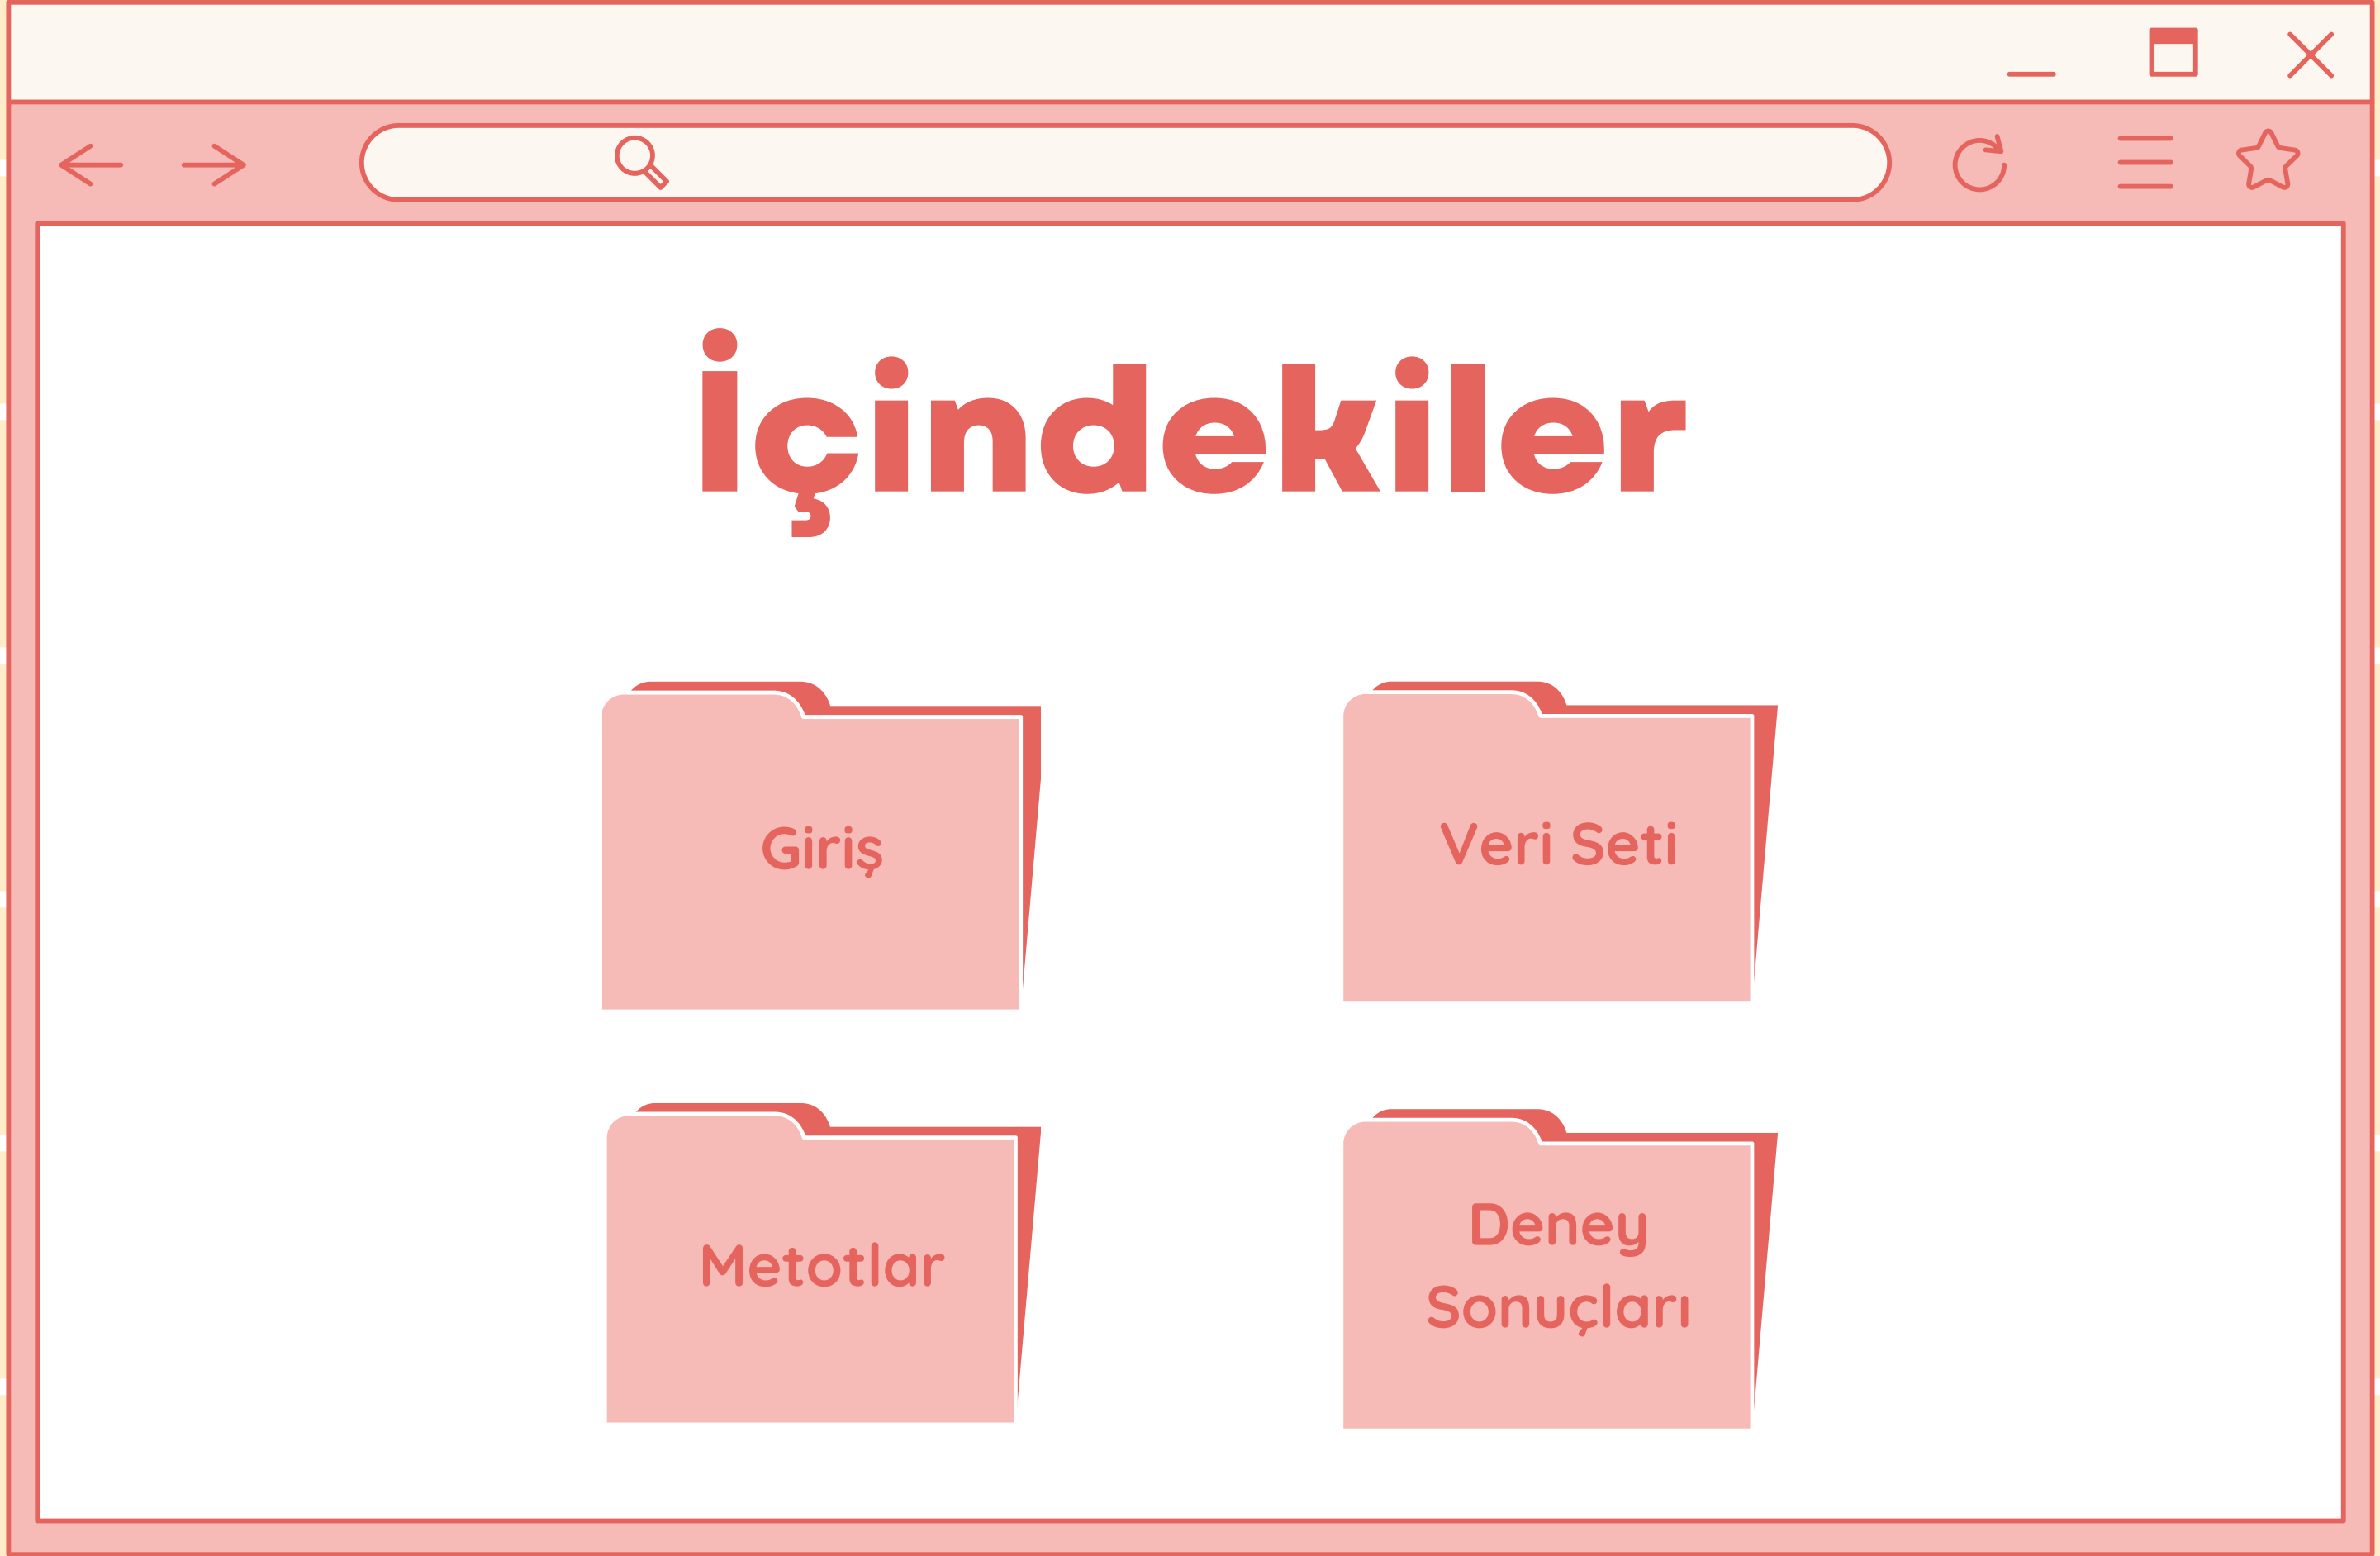 İçindekiler
Giriş
Veri Seti
Metotlar
Deney
Sonuçları